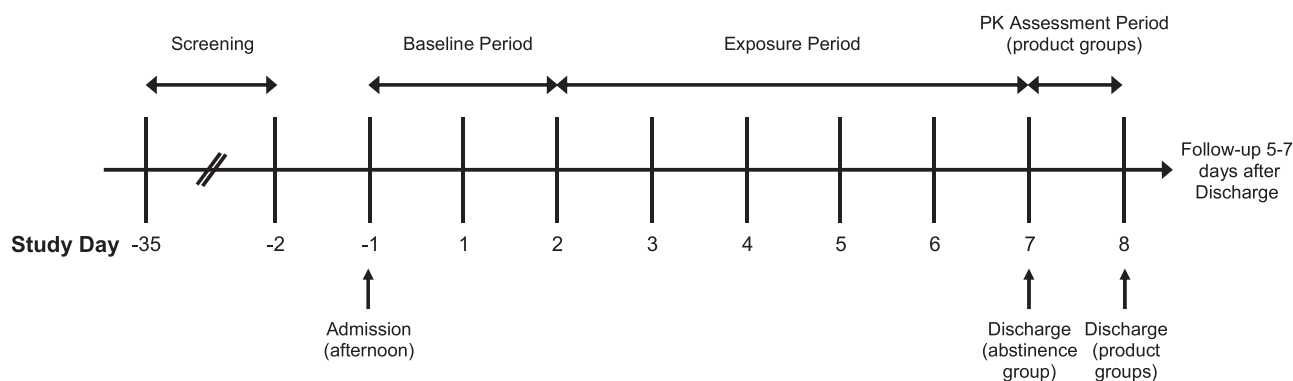 PK Assessment Period
(product groups)
Screening
Baseline Period
Exposure Period
Follow-up 5-7
days after
Discharge
Study Day -35 -2 -1 1 2 3 4 5 6 7 8
Admission
(afternoon)
Discharge
(abstinence
group)
Discharge
(product
groups)